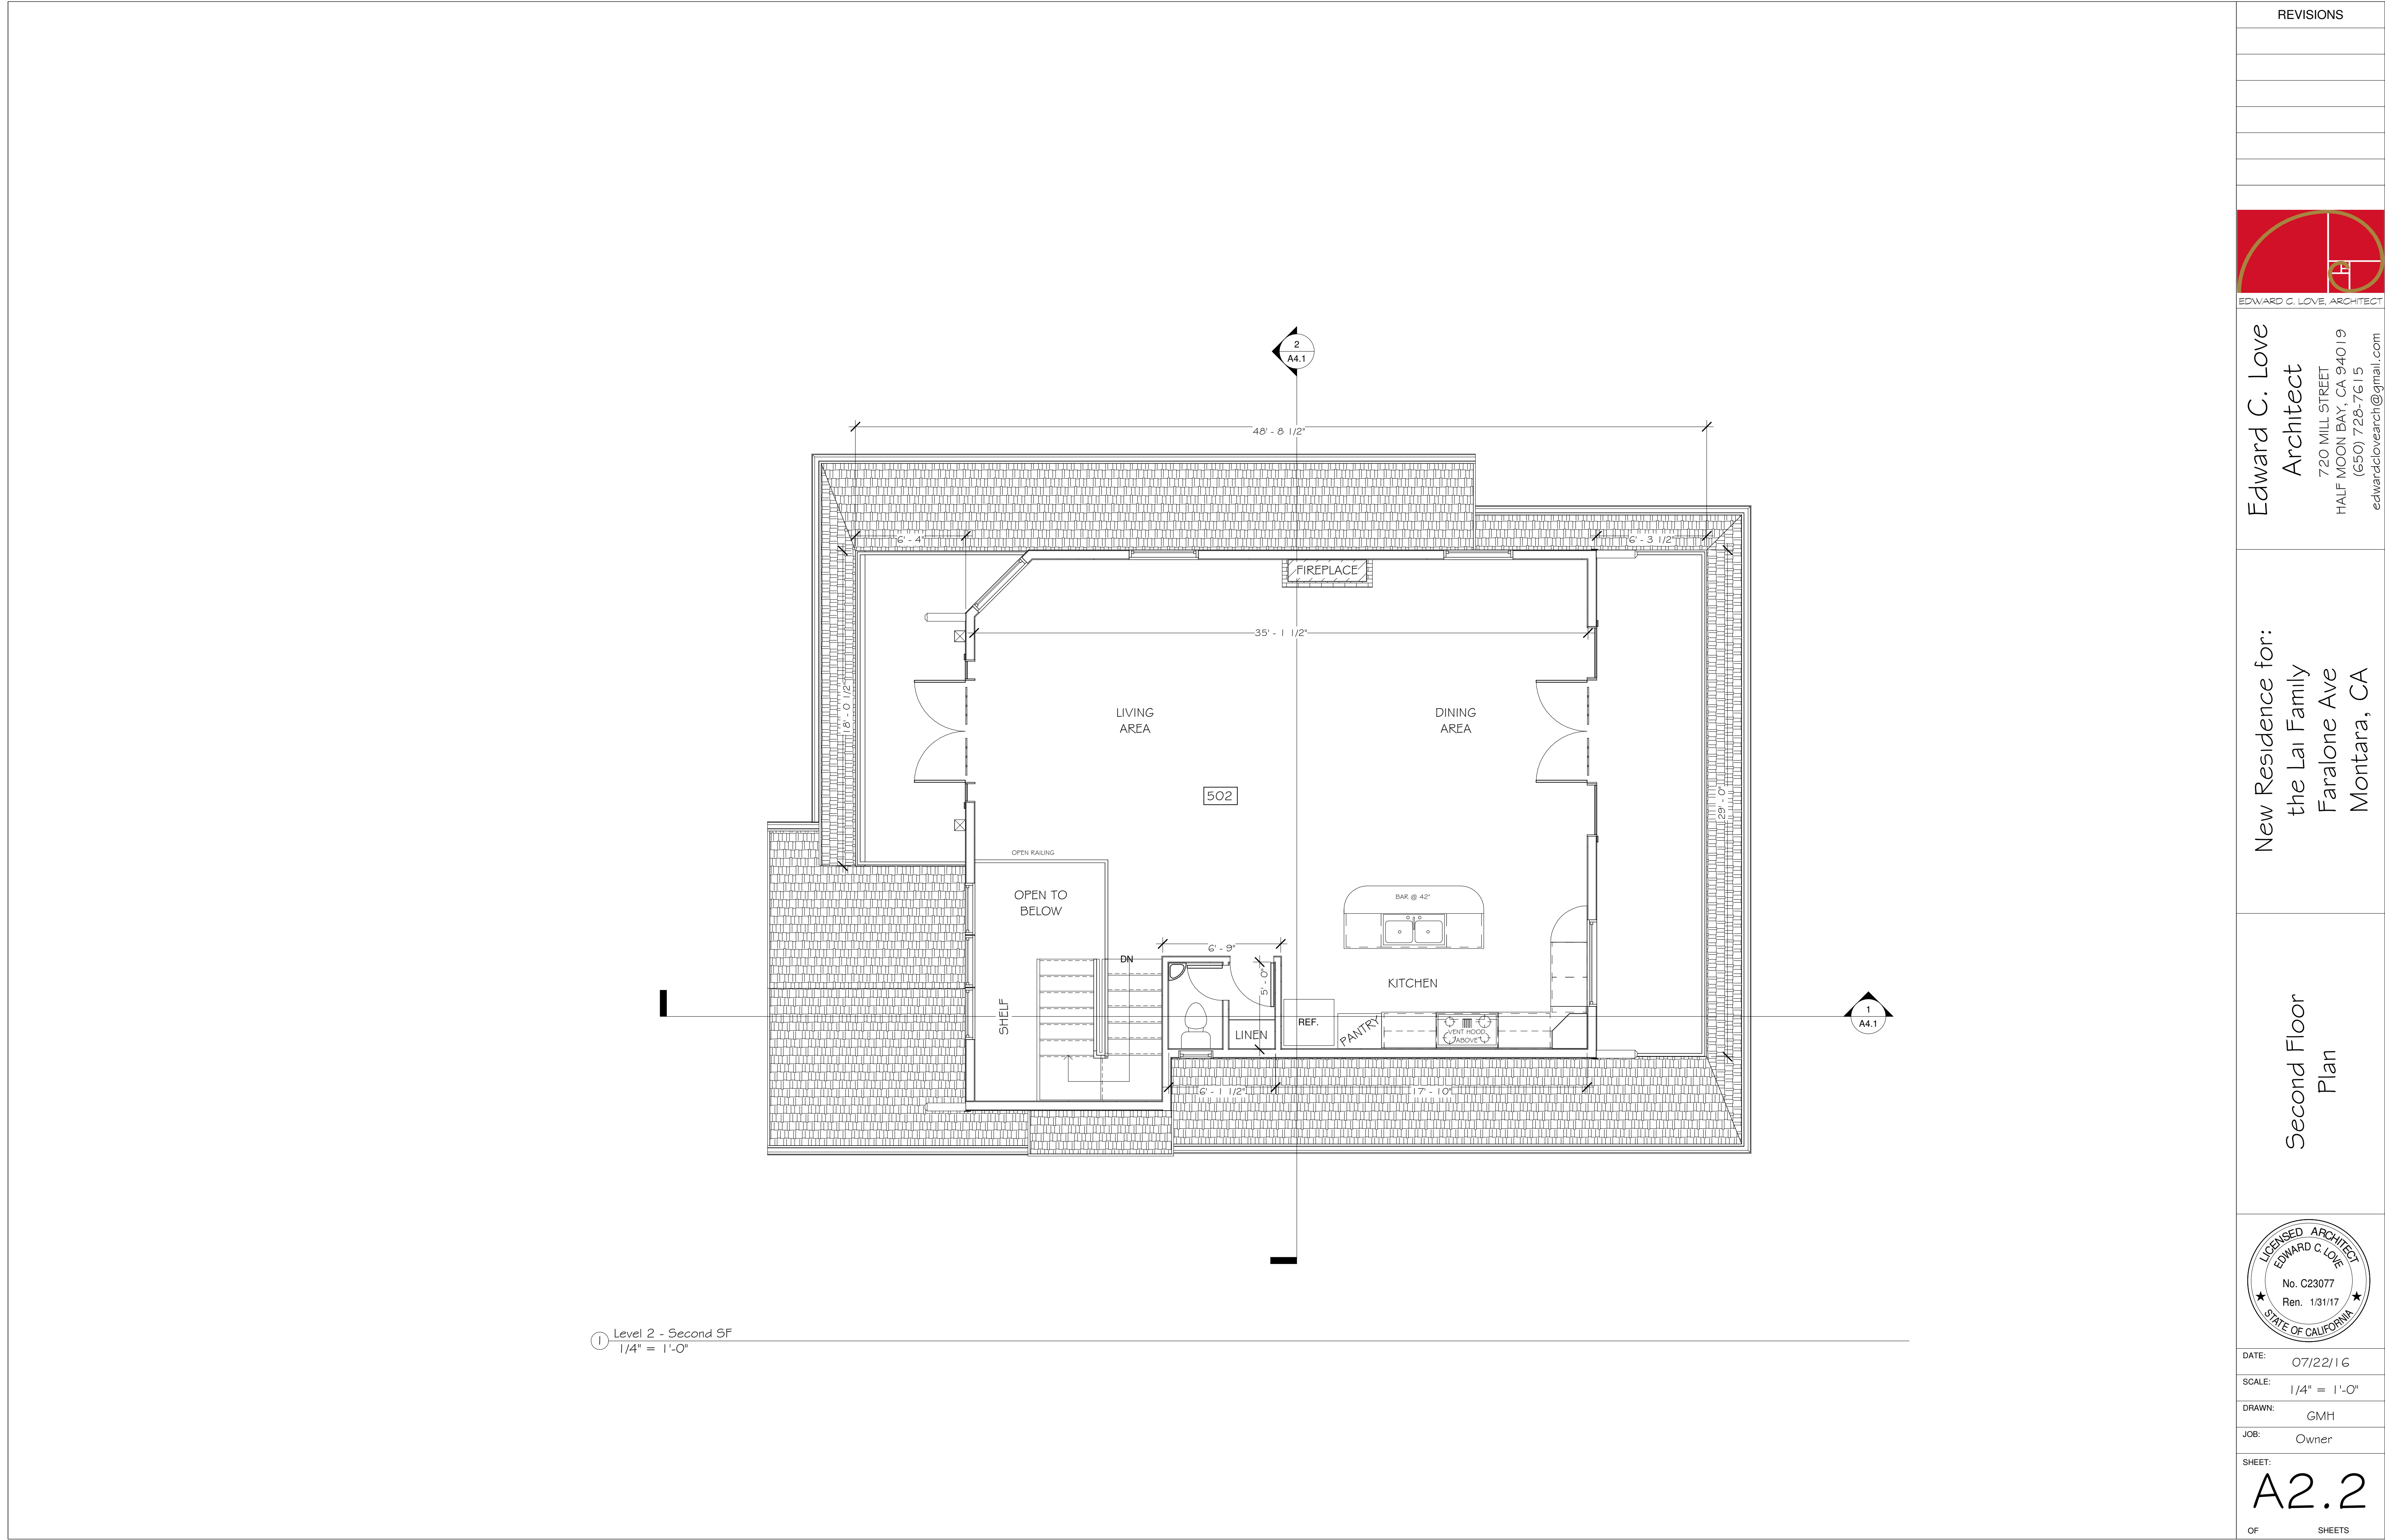 2
A4.1
48' - 8 1/2"
6' - 4"
6' - 3 1/2"
FIREPLACE
35' - 1 1/2"
18' - 0 1/2"
LIVING
AREA
DINING
AREA
502
29' - 0"
OPEN RAILING
OPEN TO
BELOW
BAR @ 42"
6' - 9"
DN
5' - 0"
KITCHEN
SHELF
REF.
PANTRY
LINEN
VENT HOOD
ABOVE
1
A4.1
6' - 1 1/2"
17' - 10"
1
Level 2 - Second SF
1/4" = 1'-0"
REVISIONS
EDWARD C. LOVE, ARCHITECT
Edward C. Love
Architect
720 MILL STREET
HALF MOON BAY, CA 94019
(650) 728-7615
edwardclovearch@gmail.com
New Residence for:
the Lai Family
Faralone Ave
Montara, CA
Second Floor
Plan
LICENSED ARCHITECT
EDWARD C. LOVE
No. C23077
Ren. 1/31/17
STATE OF CALIFORNIA
DATE:
07/22/16
SCALE:
1/4" = 1'-0"
DRAWN:
GMH
JOB:
Owner
SHEET:
A2.2
OF SHEETS